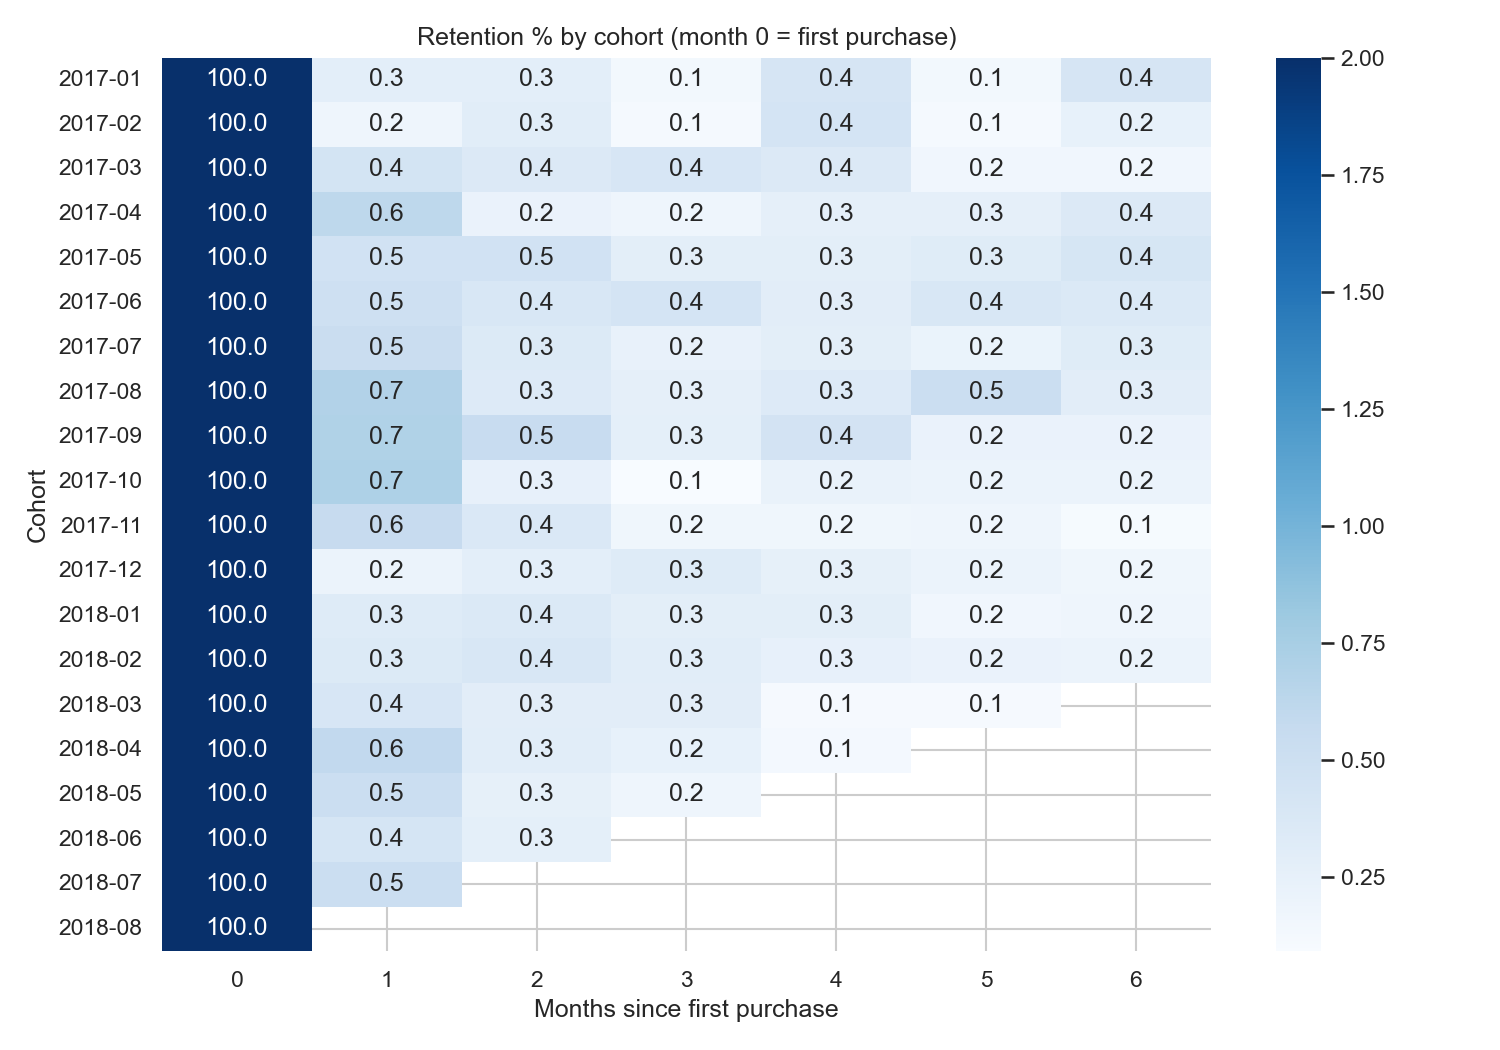 Retention % by cohort (month 0 = first purchase)
2017-01 100.0 0.3 0.3 0.1 0.4 0.1 0.4
2017-02 100.0 0.2 0.3 0.1 0.4 0.1 0.2
2017-03 100.0 0.4 0.4 0.4 0.4 0.2 0.2
2017-04 100.0 0.6 0.2 0.2 0.3 0.3 0.4
2017-05 100.0 0.5 0.5 0.3 0.3 0.3 0.4
2017-06 100.0 0.5 0.4 0.4 0.3 0.4 0.4
2017-07 100.0 0.5 0.3 0.2 0.3 0.2 0.3
2017-08 100.0 0.7 0.3 0.3 0.3 0.5 0.3
2017-09 100.0 0.7 0.5 0.3 0.4 0.2 0.2
2017-10 100.0 0.7 0.3 0.1 0.2 0.2 0.2
2017-11 100.0 0.6 0.4 0.2 0.2 0.2 0.1
2017-12 100.0 0.2 0.3 0.3 0.3 0.2 0.2
2018-01 100.0 0.3 0.4 0.3 0.3 0.2 0.2
2018-02 100.0 0.3 0.4 0.3 0.3 0.2 0.2
2018-03 100.0 0.4 0.3 0.3 0.1 0.1
2018-04 100.0 0.6 0.3 0.2 0.1
2018-05 100.0 0.5 0.3 0.2
2018-06 100.0 0.4 0.3
2018-07 100.0 0.5
2018-08 100.0
0 1 2 3 4 5 6
Months since first purchase
Cohort
2.00
1.75
1.50
1.25
1.00
0.75
0.50
0.25